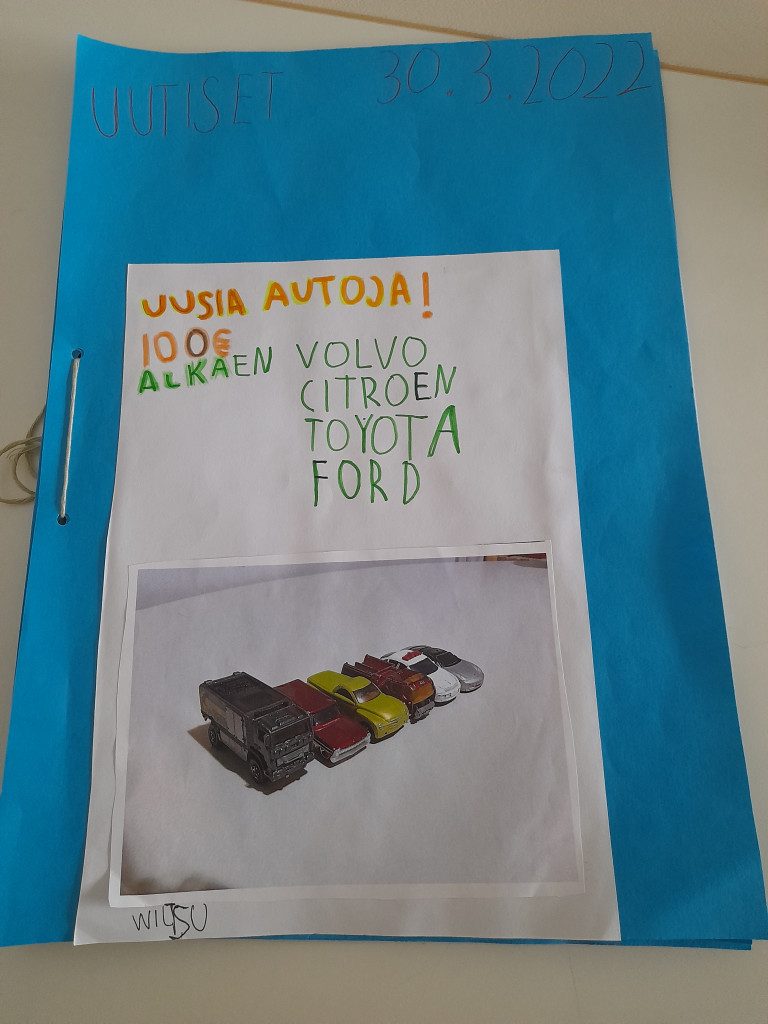 UUTISET 30.3.2022
UUSIA AUTOJA!
100€
ALKAEN
VOLVO
CITROEN
TOYOTA
FORD